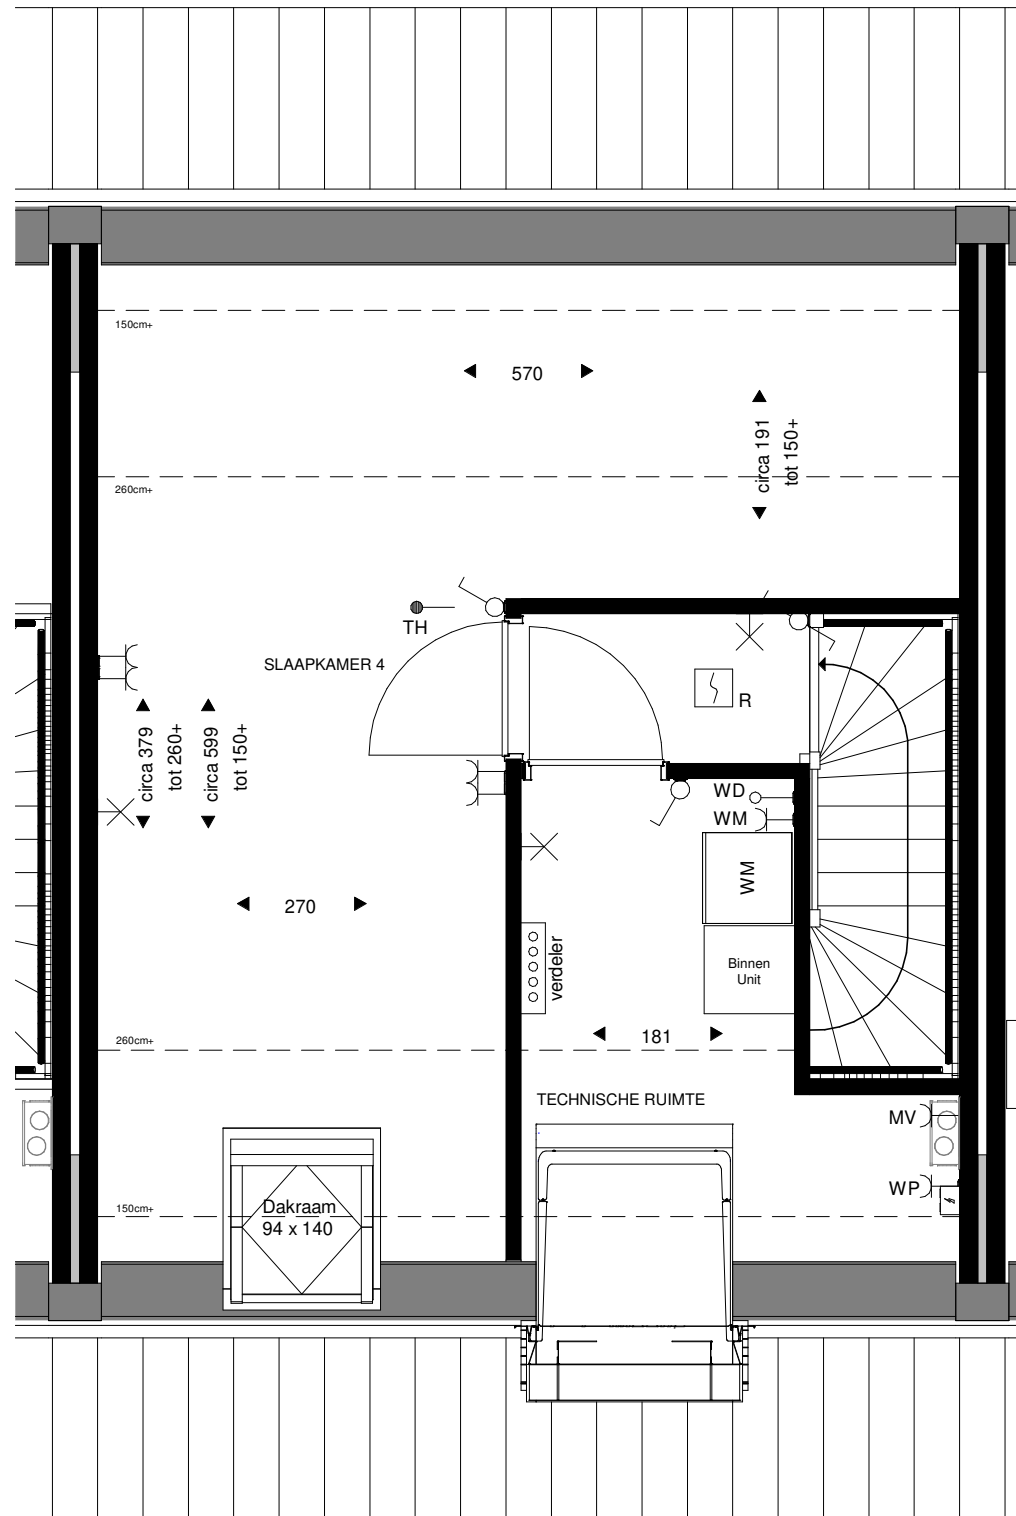 150cm+
570
circa 191
tot 150+
260cm+
TH
SLAAPKAMER 4
R
circa 379
tot 260+
circa 599
tot 150+
WD
WM
WM
270
verdeler
Binnen
Unit
181
260cm+
TECHNISCHE RUIMTE
MV
WP
150cm+
Dakraam
94 x 140